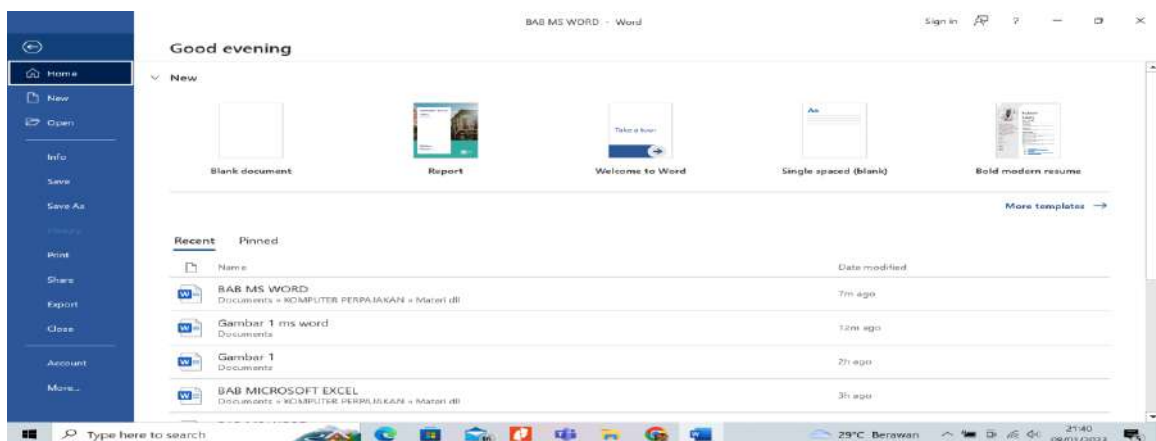 BAB MS WORD - Word
Sign in
?
Good evening
Home
New
New
Open
Info
Save
Save As
Print
Share
Export
Close
Account
More...
Aa
Take a tour
Blank document
Report
Welcome to Word
Single spaced (blank)
Bold modern resume
More templates
Recent
Pinned
Name
Date modified
BAB MS WORD
Documents » KOMPUTER PERPAJAKAN » Materi dll
7m ago
Gambar 1 ms word
Documents
12m ago
Gambar 1
Documents
2h ago
BAB MICROSOFT EXCEL
Documents » KOMPUTER PERPAJAKAN » Materi dll
3h ago
Type here to search
29°C Berawan
21:40